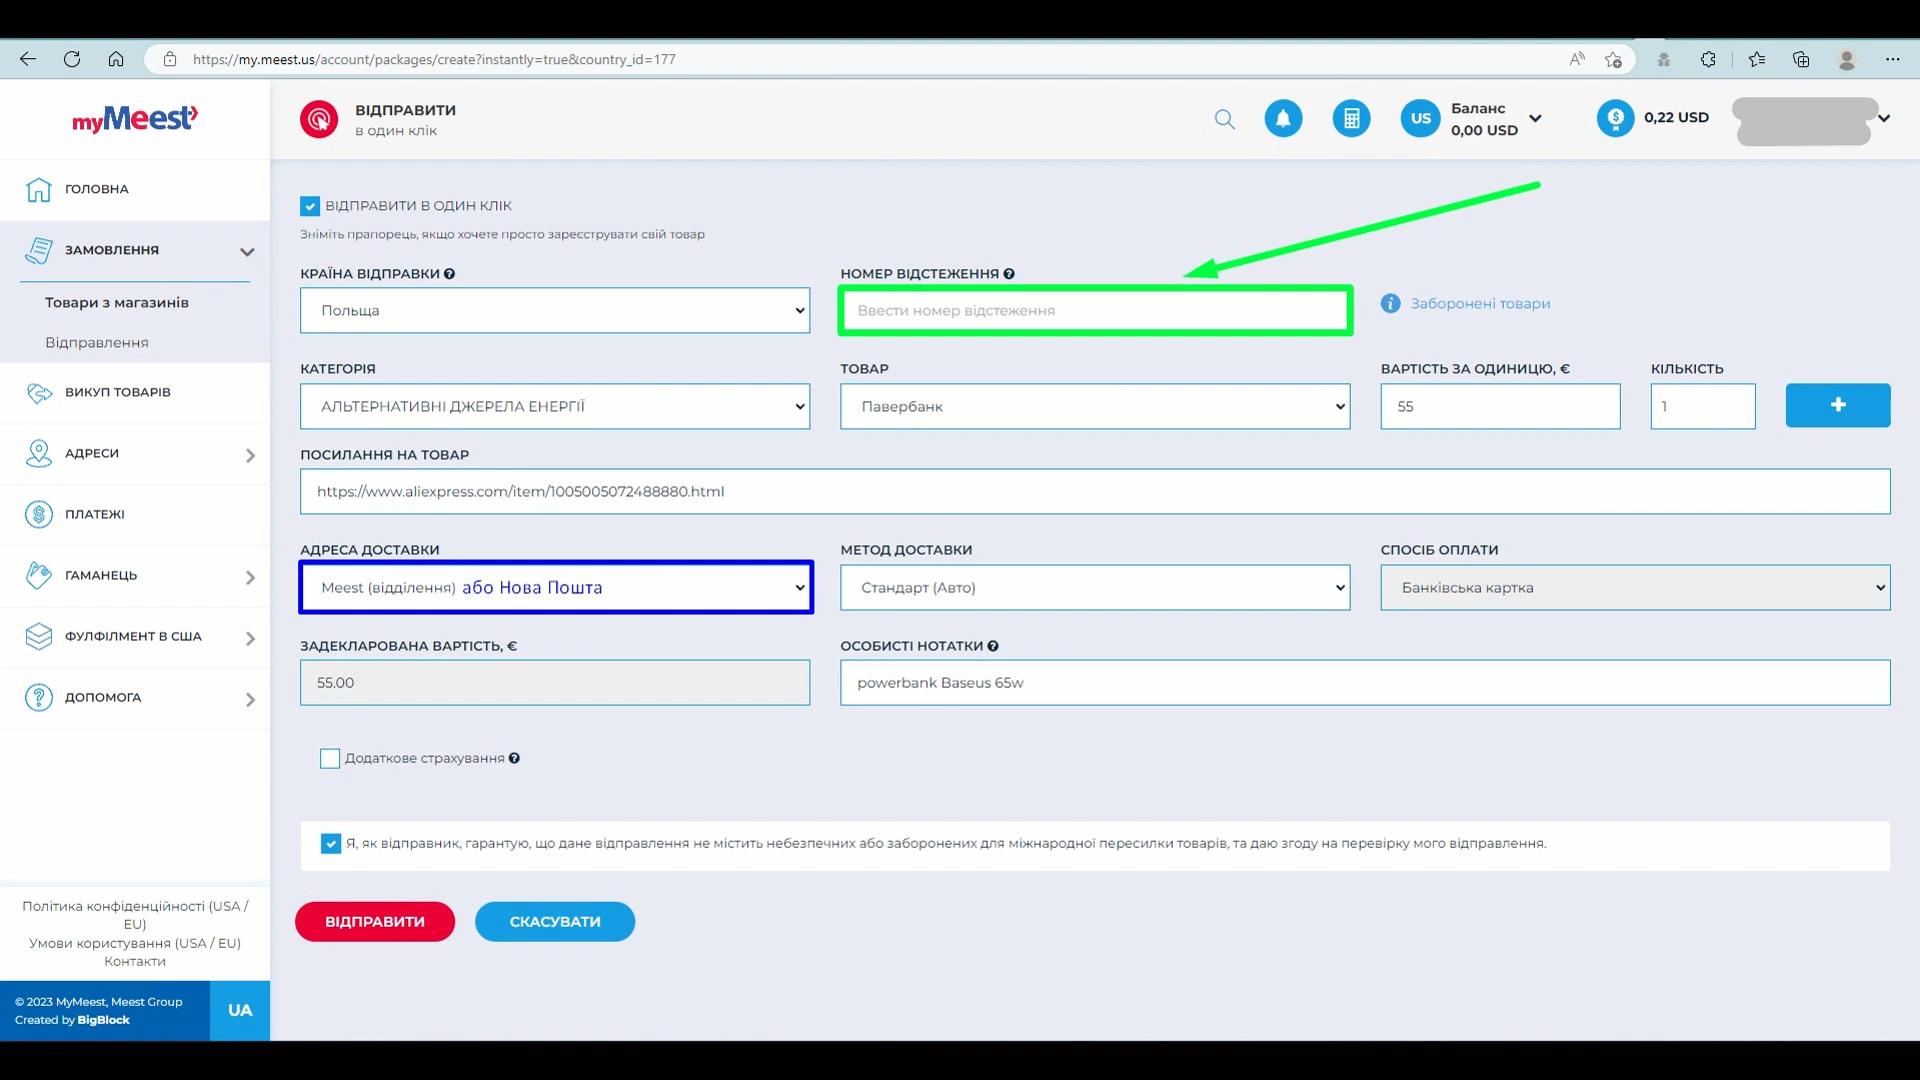 https://my.meest.us/account/packages/create?instantly=true&country_id=177
myMeest
ВІДПРАВИТИ
в один клік
US
Баланс
0,00 USD
0,22 USD
ГОЛОВНА
ЗАМОВЛЕННЯ
Товари з магазинів
Відправлення
ВИКУП ТОВАРІВ
АДРЕСИ
ПЛАТЕЖІ
ГАМАНЕЦЬ
ФУЛФІЛМЕНТ В США
ДОПОМОГА
Політика конфіденційності (USA /
EU)
Умови користування (USA / EU)
Контакти
© 2023 MyMeest, Meest Group
Created by BigBlock
UA
ВІДПРАВИТИ В ОДИН КЛІК
Зніміть прапорець, якщо хочете просто зареєструвати свій товар
КРАЇНА ВІДПРАВКИ
НОМЕР ВІДСТЕЖЕННЯ
Польща
Ввести номер відстеження
Заборонені товари
КАТЕГОРІЯ
ТОВАР
ВАРТІСТЬ ЗА ОДИНИЦЮ, €
КІЛЬКІСТЬ
АЛЬТЕРНАТИВНІ ДЖЕРЕЛА ЕНЕРГІЇ
Павербанк
55
1
+
ПОСИЛАННЯ НА ТОВАР
https://www.aliexpress.com/item/1005005072488880.html
АДРЕСА ДОСТАВКИ
МЕТОД ДОСТАВКИ
СПОСІБ ОПЛАТИ
Meest (відділення) або Нова Пошта
Стандарт (Авто)
Банківська картка
ЗАДЕКЛАРОВАНА ВАРТІСТЬ, €
ОСОБИСТІ НОТАТКИ
55.00
powerbank Baseus 65w
Додаткове страхування
Я, як відправник, гарантую, що дане відправлення не містить небезпечних або заборонених для міжнародної пересилки товарів, та даю згоду на перевірку мого відправлення.
ВІДПРАВИТИ
СКАСУВАТИ